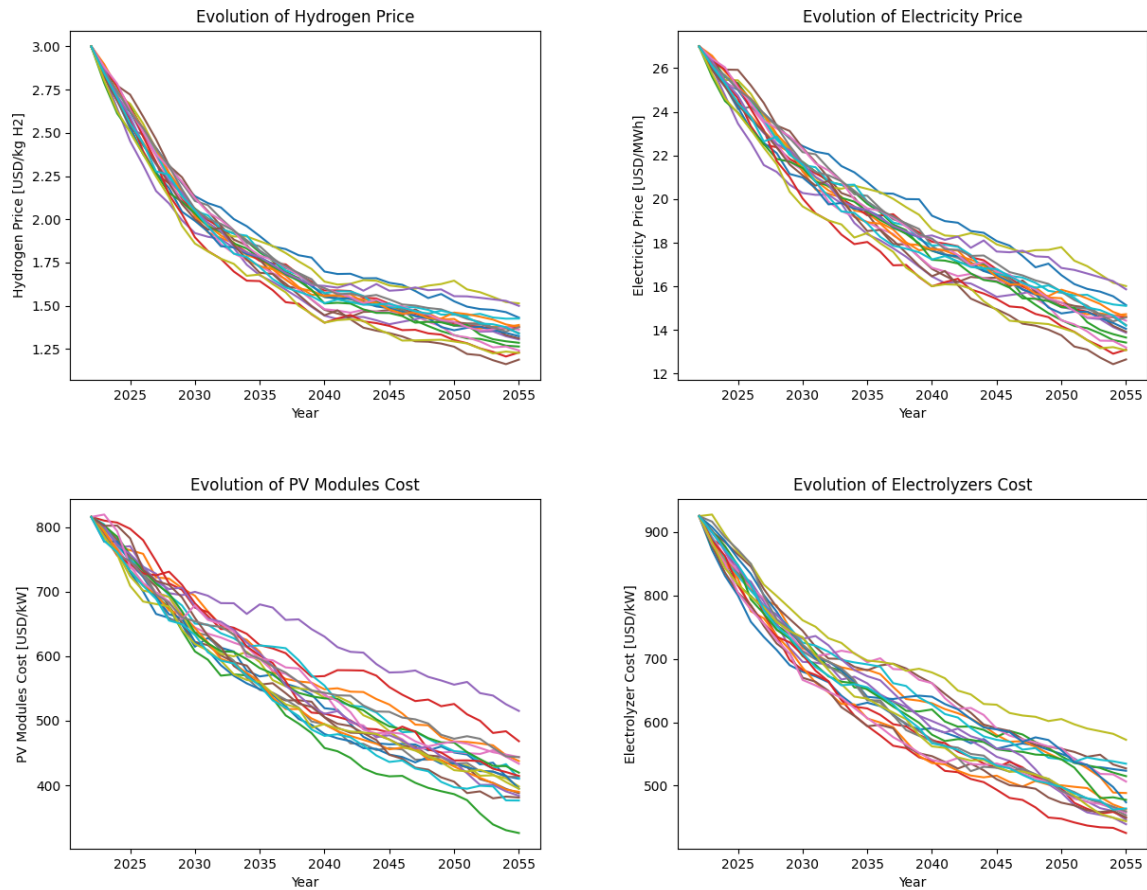 Evolution of Hydrogen Price
Hydrogen Price [USD/kg H2]
3.00
2.75
2.50
2.25
2.00
1.75
1.50
1.25
2025 2030 2035 2040 2045 2050 2055
Year
Evolution of Electricity Price
Electricity Price [USD/MWh]
26
24
22
20
18
16
14
12
2025 2030 2035 2040 2045 2050 2055
Year
Evolution of PV Modules Cost
PV Modules Cost [USD/kW]
800
700
600
500
400
2025 2030 2035 2040 2045 2050 2055
Year
Evolution of Electrolyzers Cost
Electrolyzer Cost [USD/kW]
900
800
700
600
500
2025 2030 2035 2040 2045 2050 2055
Year